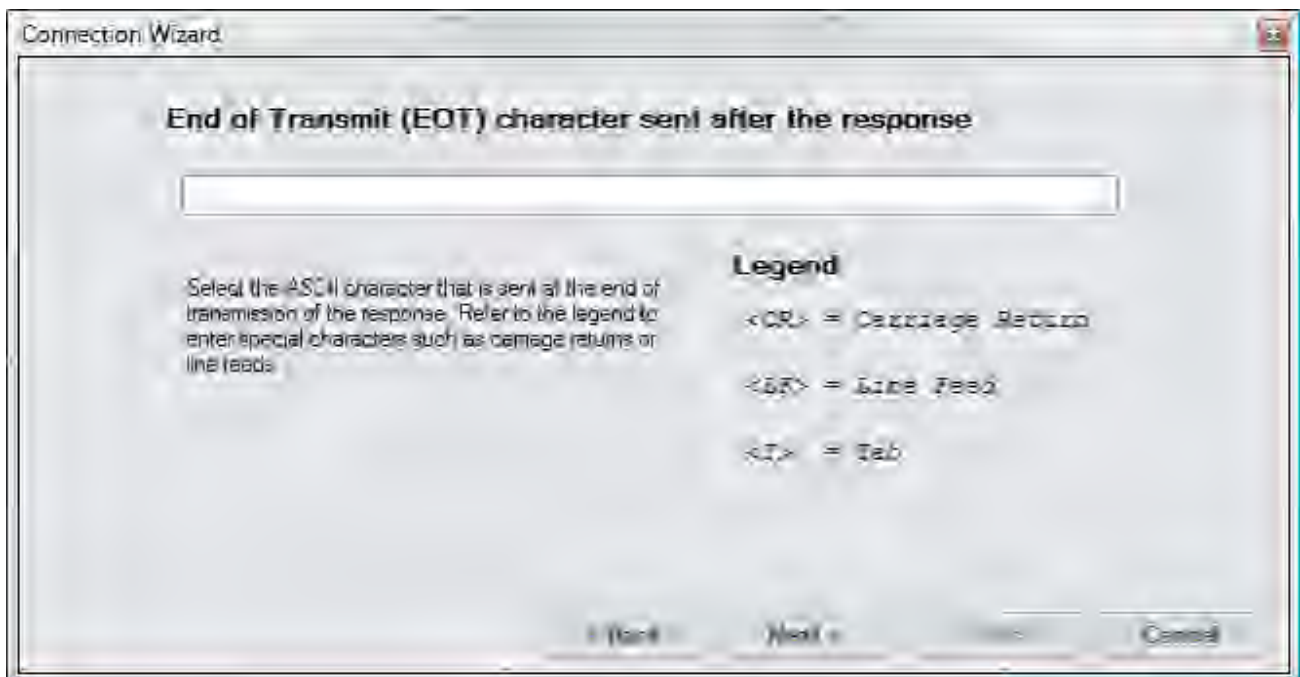 Connection Wizard
End of Transmit (EOT) character sent after the response
Select the ASCII character that is sent at the end of
transmission of the response. Refer to the legend to
enter special characters such as carriage returns or
line feeds.
Legend
<CR> = Carriage Return
<LF> = Line Feed
<T> = Tab
< Back
Next >
Cancel